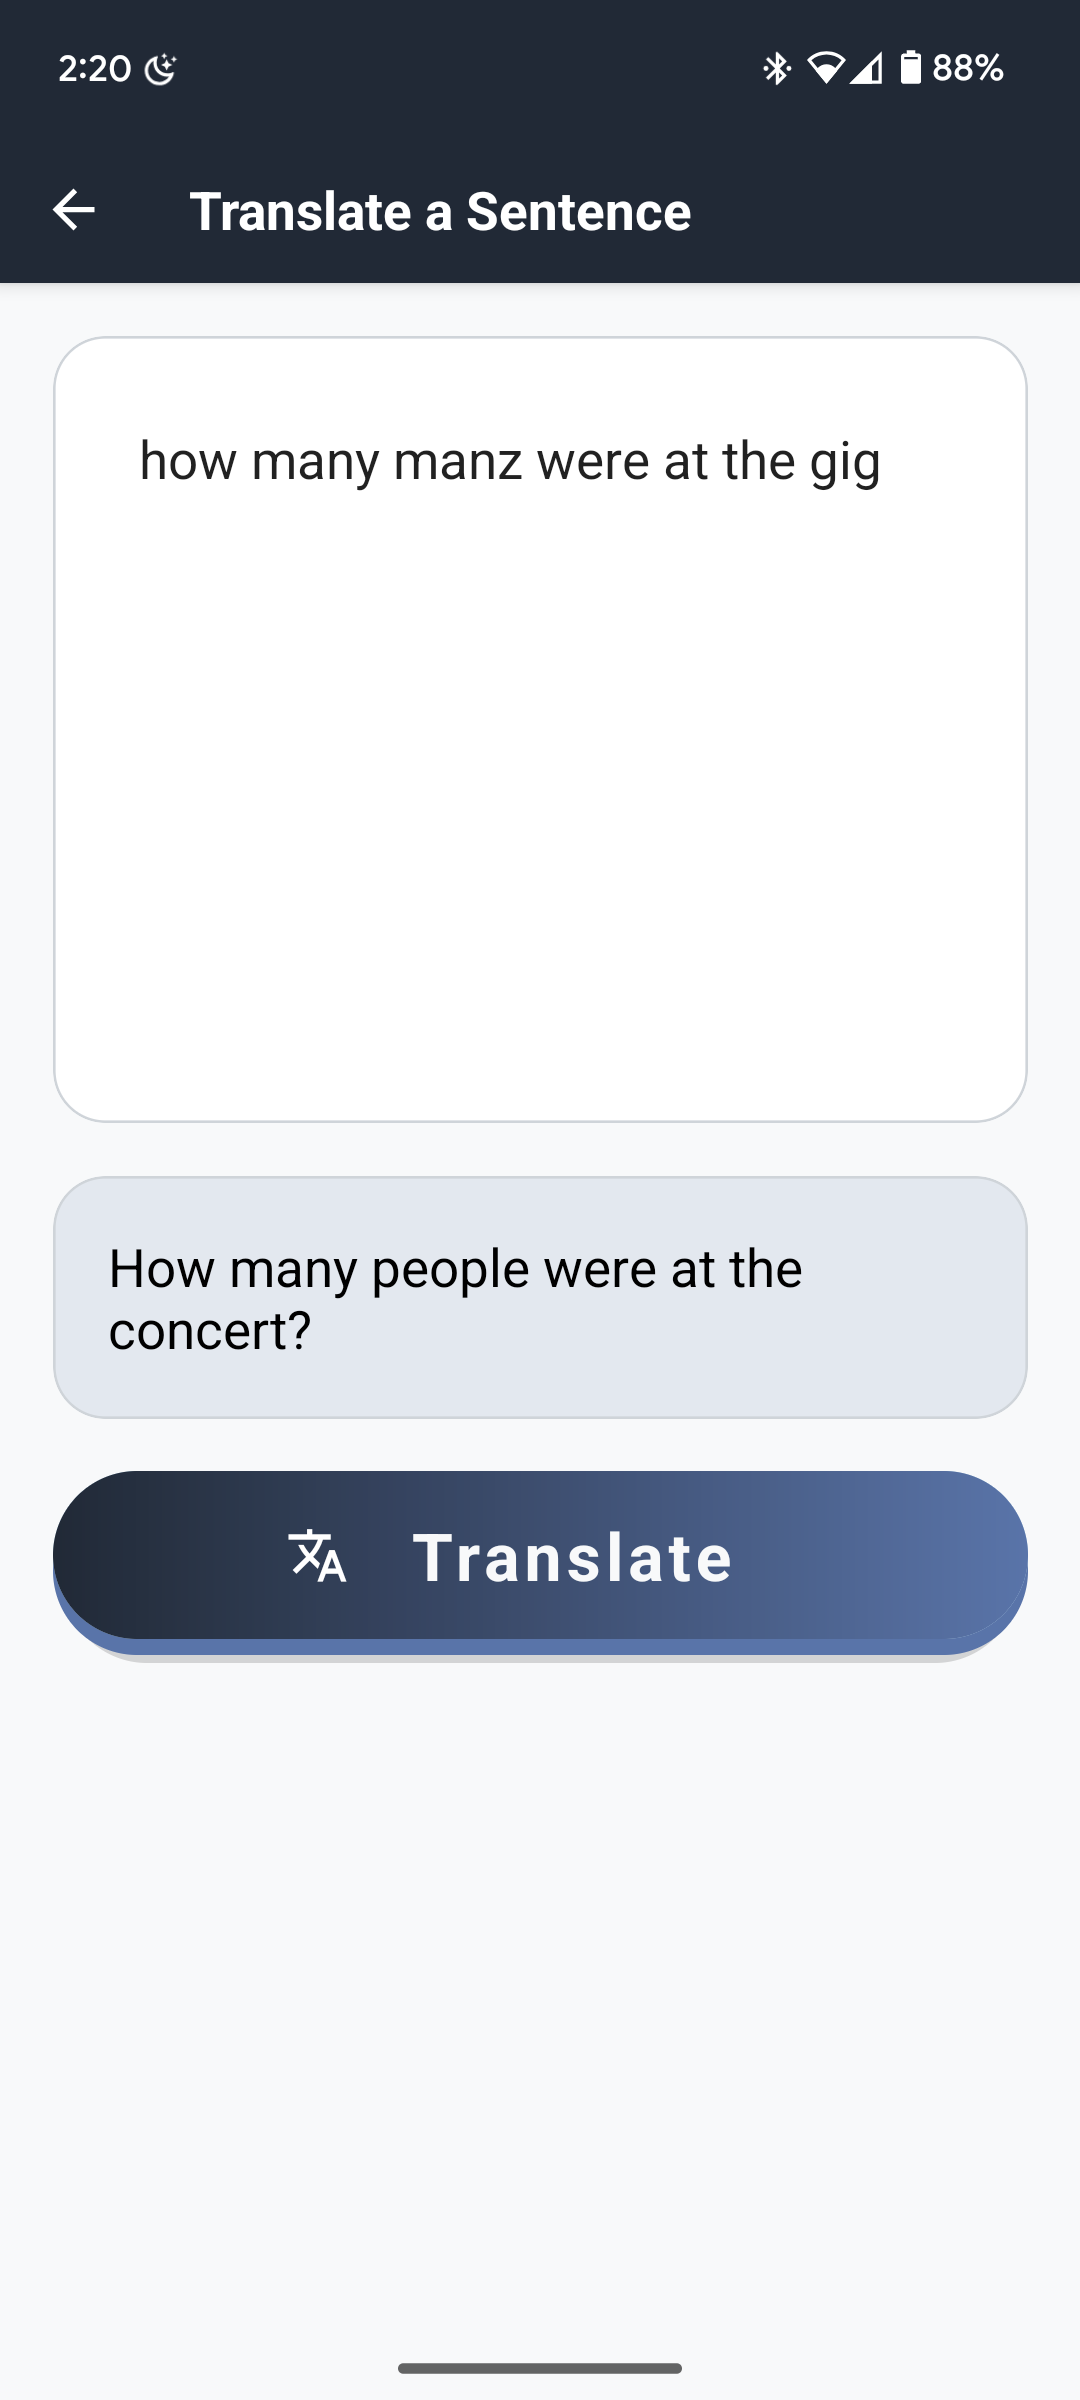 2:20
88%
Translate a Sentence
how many manz were at the gig
How many people were at the
concert?
Translate